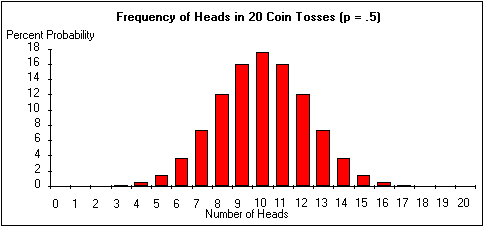 Frequency of Heads in 20 Coin Tosses (p = .5)
Percent Probability
18
16
14
12
10
8
6
4
2
0
0 1 2 3 4 5 6 7 8 9 10 11 12 13 14 15 16 17 18 19 20
Number of Heads